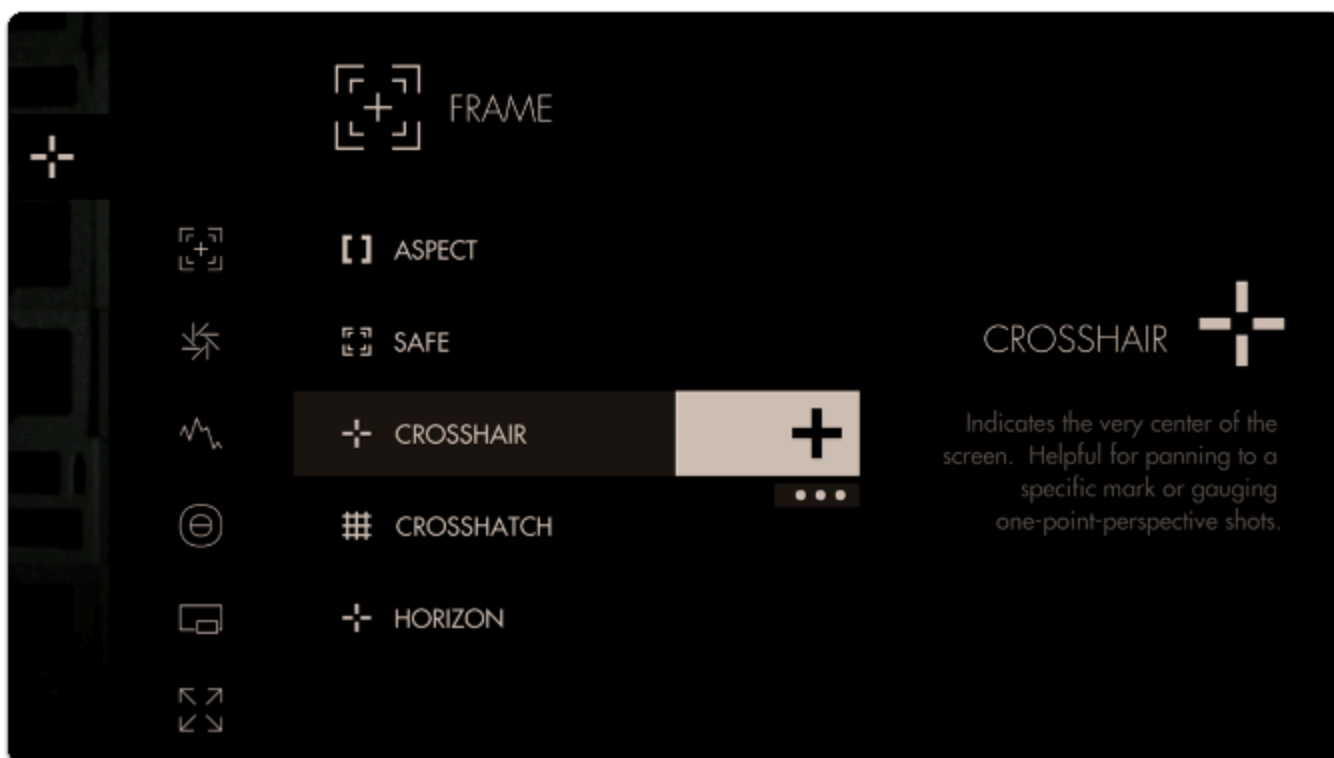 FRAME
ASPECT
SAFE
CROSSHAIR
CROSSHATCH
HORIZON
CROSSHAIR
Indicates the very center of the
screen.  Helpful for panning to a
specific mark or gauging
one-point-perspective shots.